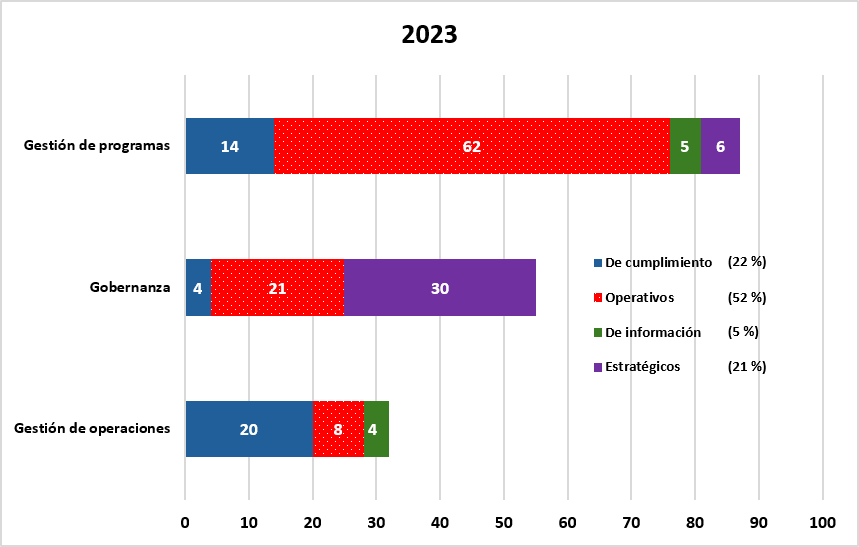 2023
Gestión de programas
14 62 5 6
Gobernanza
4 21 30
De cumplimiento (22 %)
Operativos (52 %)
De información (5 %)
Estratégicos (21 %)
Gestión de operaciones
20 8 4
0 10 20 30 40 50 60 70 80 90 100